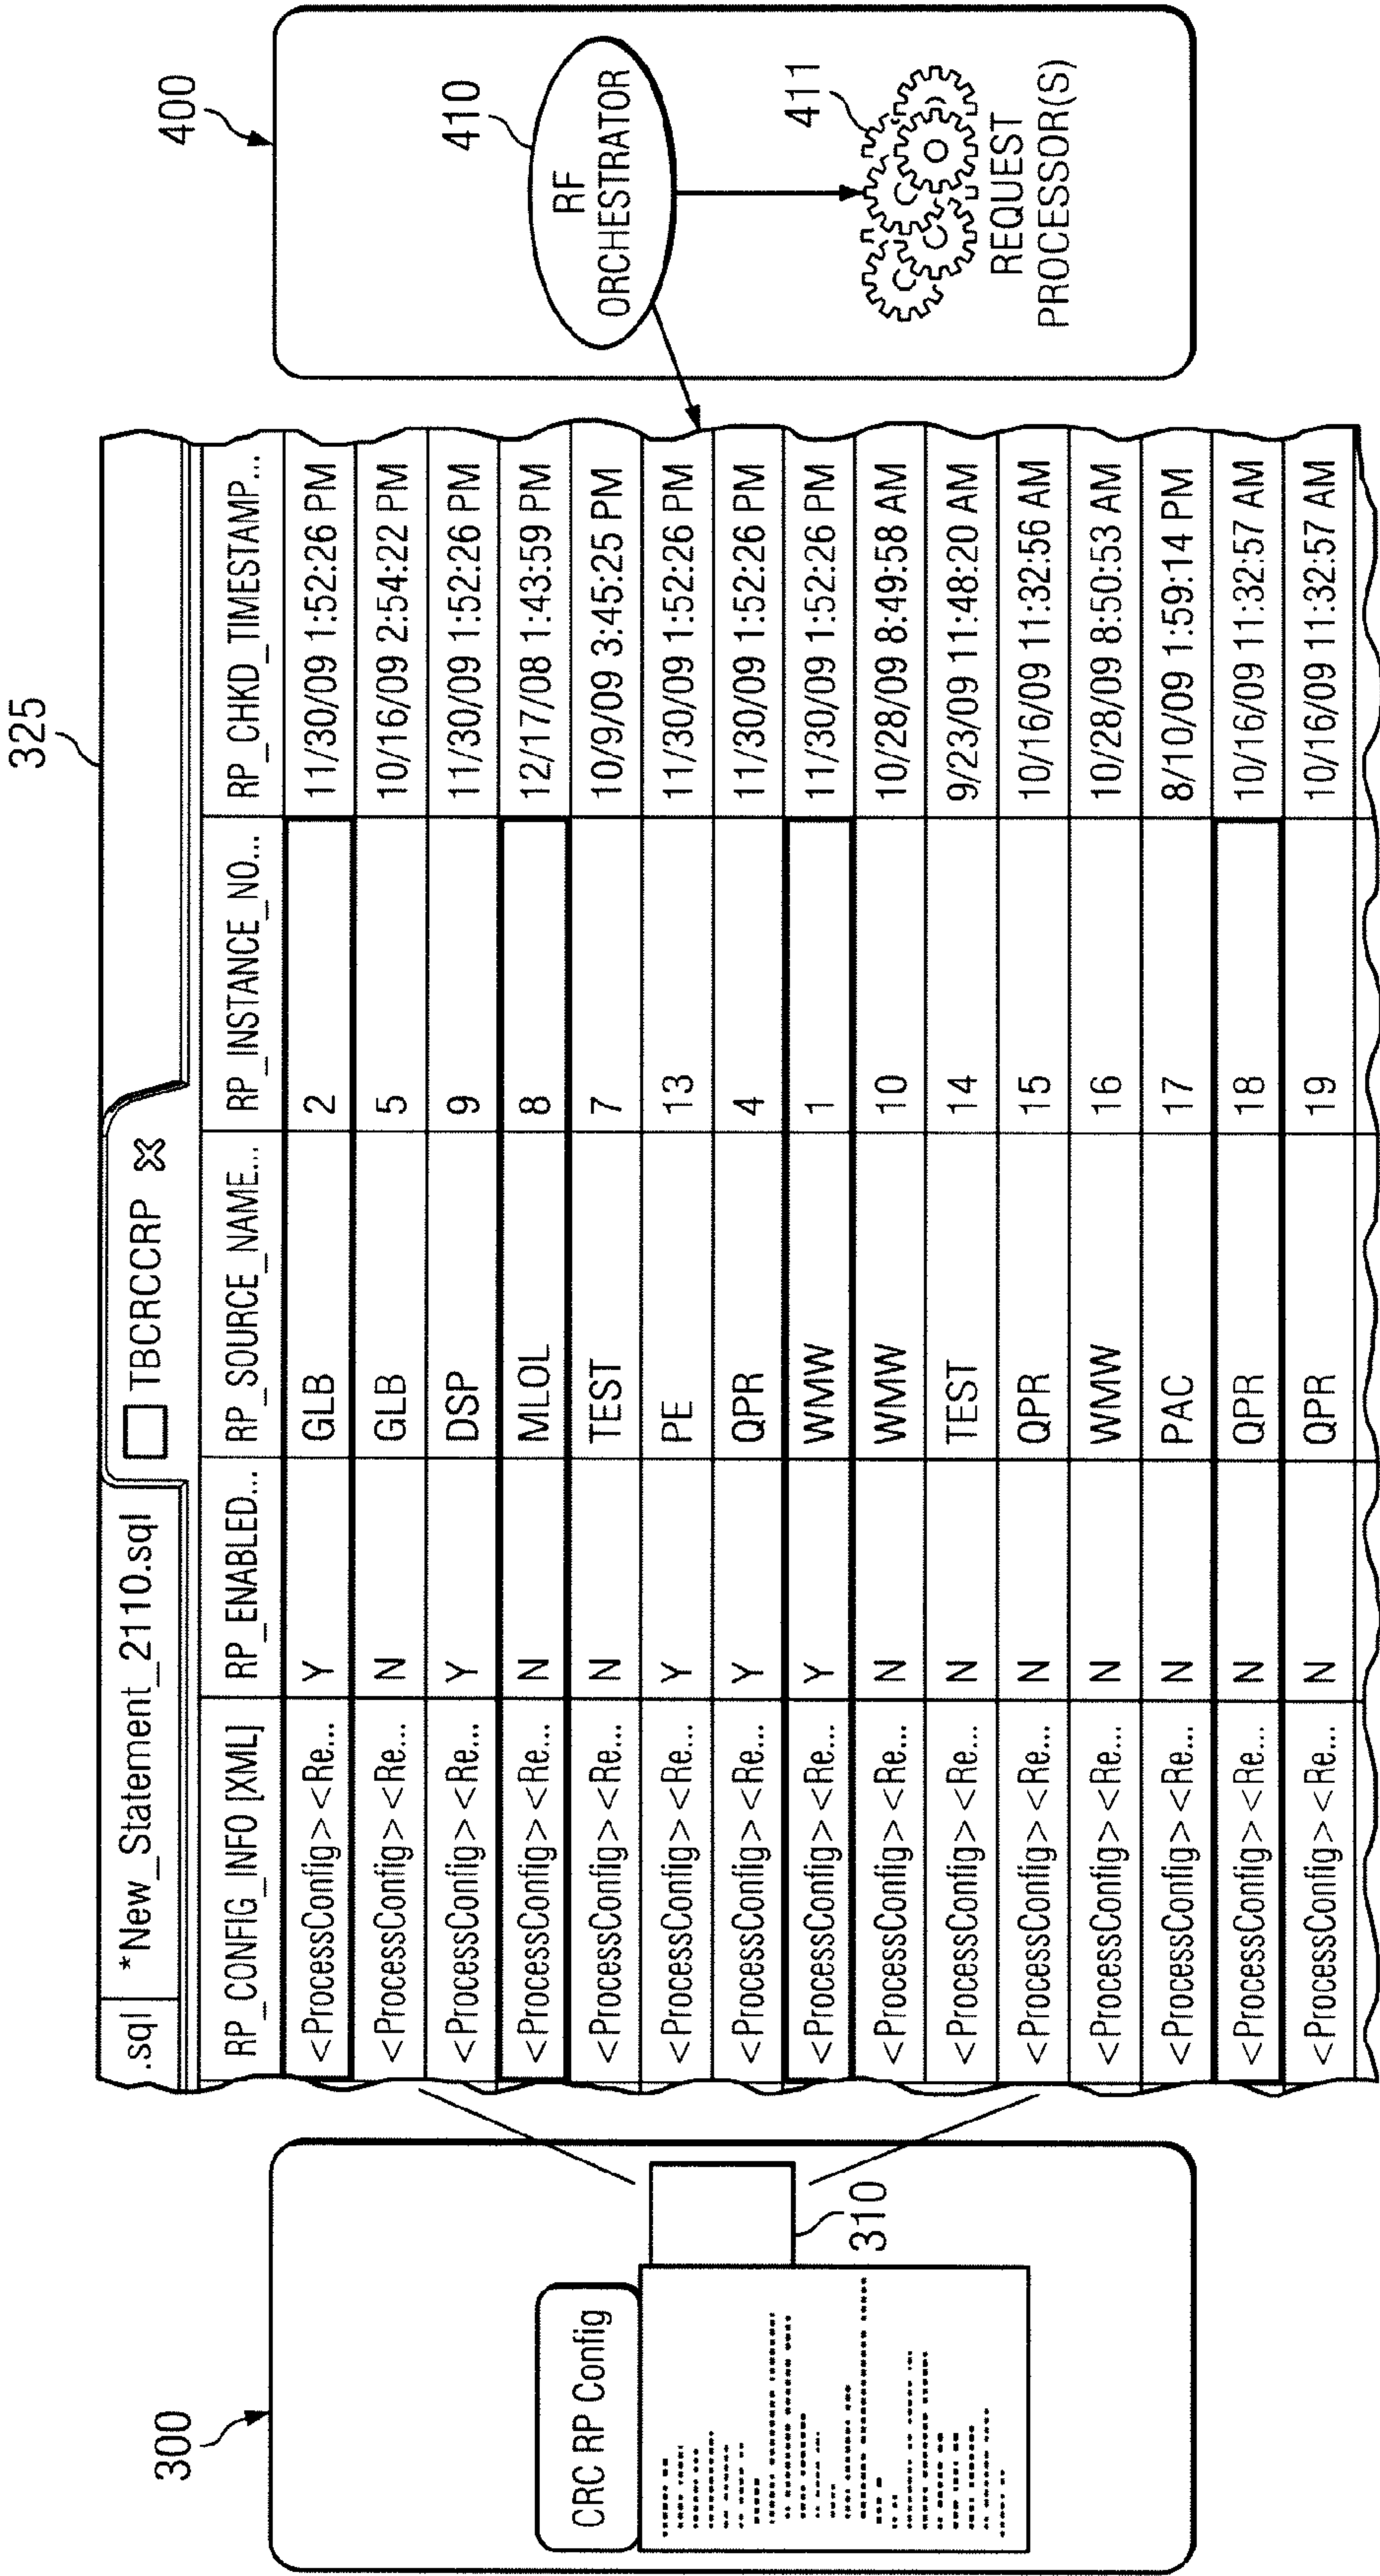 300
CRC RP Config
310
325
.sql *New_Statement_2110.sql TBCRCCRP
RP_CONFIG_INFO [XML] RP_ENABLED... RP_SOURCE_NAME... RP_INSTANCE_NO... RP_CHKD_TIMESTAMP...
<ProcessConfig> <Re... Y GLB 2 11/30/09 1:52:26 PM
<ProcessConfig> <Re... N GLB 5 10/16/09 2:54:22 PM
<ProcessConfig> <Re... Y DSP 9 11/30/09 1:52:26 PM
<ProcessConfig> <Re... N MLOL 8 12/17/08 1:43:59 PM
<ProcessConfig> <Re... N TEST 7 10/9/09 3:45:25 PM
<ProcessConfig> <Re... Y PE 13 11/30/09 1:52:26 PM
<ProcessConfig> <Re... Y QPR 4 11/30/09 1:52:26 PM
<ProcessConfig> <Re... Y WMW 1 11/30/09 1:52:26 PM
<ProcessConfig> <Re... N WMW 10 10/28/09 8:49:58 AM
<ProcessConfig> <Re... N TEST 14 9/23/09 11:48:20 AM
<ProcessConfig> <Re... N QPR 15 10/16/09 11:32:56 AM
<ProcessConfig> <Re... N WMW 16 10/28/09 8:50:53 AM
<ProcessConfig> <Re... N PAC 17 8/10/09 1:59:14 PM
<ProcessConfig> <Re... N QPR 18 10/16/09 11:32:57 AM
<ProcessConfig> <Re... N QPR 19 10/16/09 11:32:57 AM
400
410
RF
ORCHESTRATOR
411
REQUEST
PROCESSOR(S)